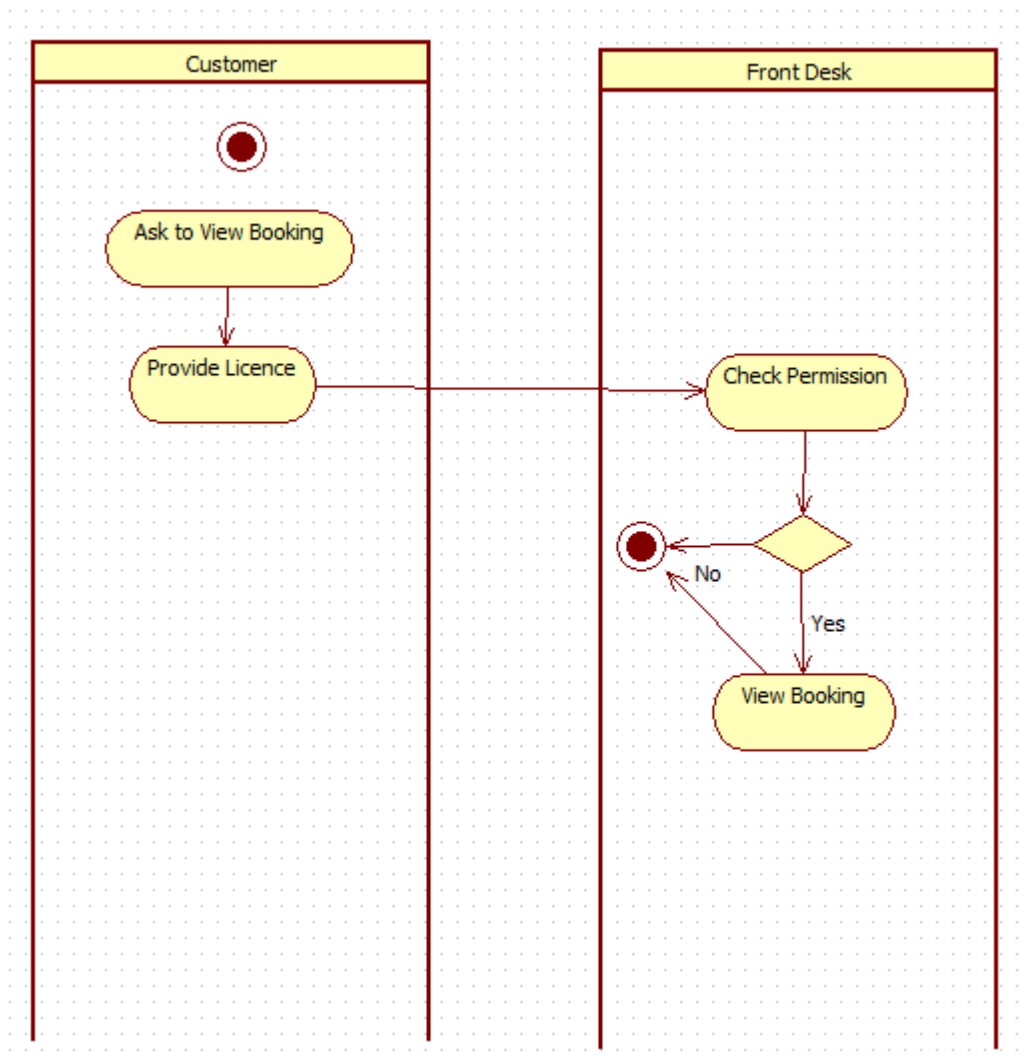 Customer
Front Desk
Ask to View Booking
Provide Licence
Check Permission
No
Yes
View Booking